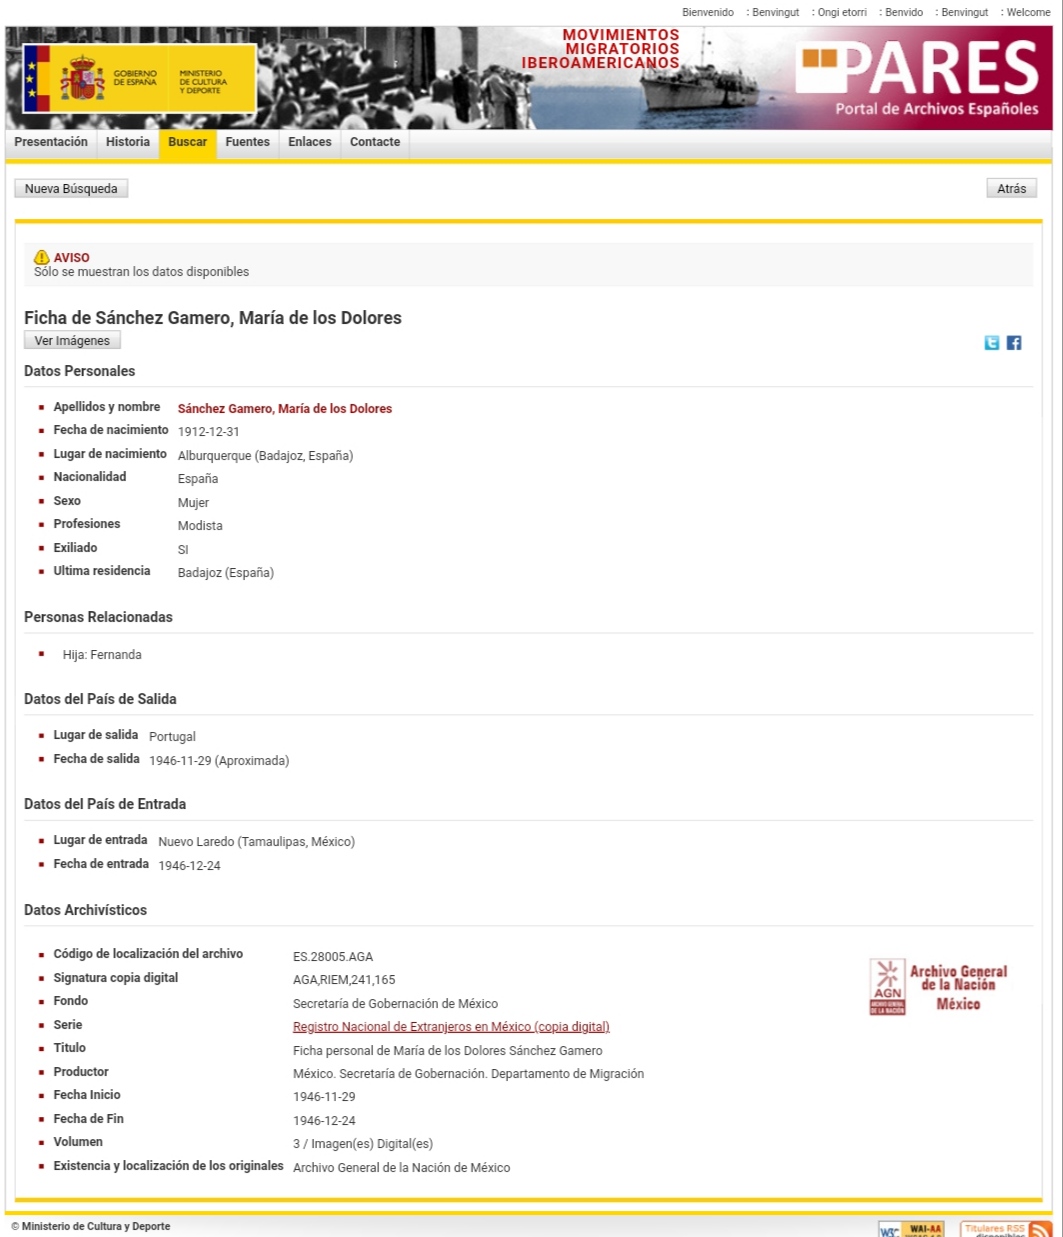 Bienvenido : Benvingut : Ongi etorri : Benvido : Benvingut : Welcome
GOBIERNO DE ESPAÑA
MINISTERIO DE CULTURA Y DEPORTE
MOVIMIENTOS
MIGRATORIOS
IBEROAMERICANOS
PARES
Portal de Archivos Españoles
Presentación Historia Buscar Fuentes Enlaces Contacte
Nueva Búsqueda Atrás
AVISO
Sólo se muestran los datos disponibles
Ficha de Sánchez Gamero, María de los Dolores
Ver Imágenes
Datos Personales
Apellidos y nombre Sánchez Gamero, María de los Dolores
Fecha de nacimiento 1912-12-31
Lugar de nacimiento Alburquerque (Badajoz, España)
Nacionalidad España
Sexo Mujer
Profesiones Modista
Exiliado SI
Ultima residencia Badajoz (España)
Personas Relacionadas
Hija: Fernanda
Datos del País de Salida
Lugar de salida Portugal
Fecha de salida 1946-11-29 (Aproximada)
Datos del País de Entrada
Lugar de entrada Nuevo Laredo (Tamaulipas, México)
Fecha de entrada 1946-12-24
Datos Archivísticos
Código de localización del archivo ES.28005.AGA
Signatura copia digital AGA,RIEM,241,165
Fondo Secretaría de Gobernación de México
Serie Registro Nacional de Extranjeros en México (copia digital)
Titulo Ficha personal de María de los Dolores Sánchez Gamero
Productor México. Secretaría de Gobernación. Departamento de Migración
Fecha Inicio 1946-11-29
Fecha de Fin 1946-12-24
Volumen 3 / Imagen(es) Digital(es)
Existencia y localización de los originales Archivo General de la Nación de México
AGN
Archivo General
de la Nación
México
© Ministerio de Cultura y Deporte
W3C WAI-AA
Titulares RSS